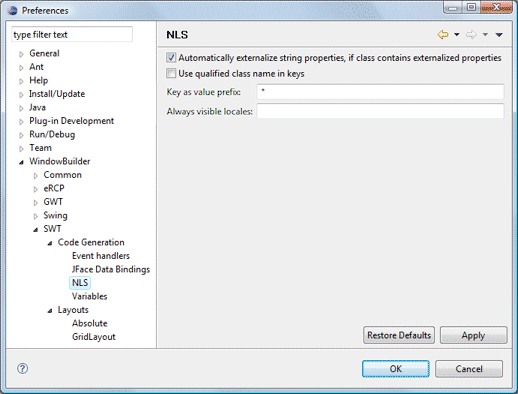 Preferences
type filter text
General
Ant
Help
Install/Update
Java
Plug-in Development
Run/Debug
Team
WindowBuilder
Common
eRCP
GWT
Swing
SWT
Code Generation
Event handlers
JFace Data Bindings
NLS
Variables
Layouts
Absolute
GridLayout
NLS
Automatically externalize string properties, if class contains externalized properties
Use qualified class name in keys
Key as value prefix: *
Always visible locales:
Restore Defaults Apply
OK Cancel